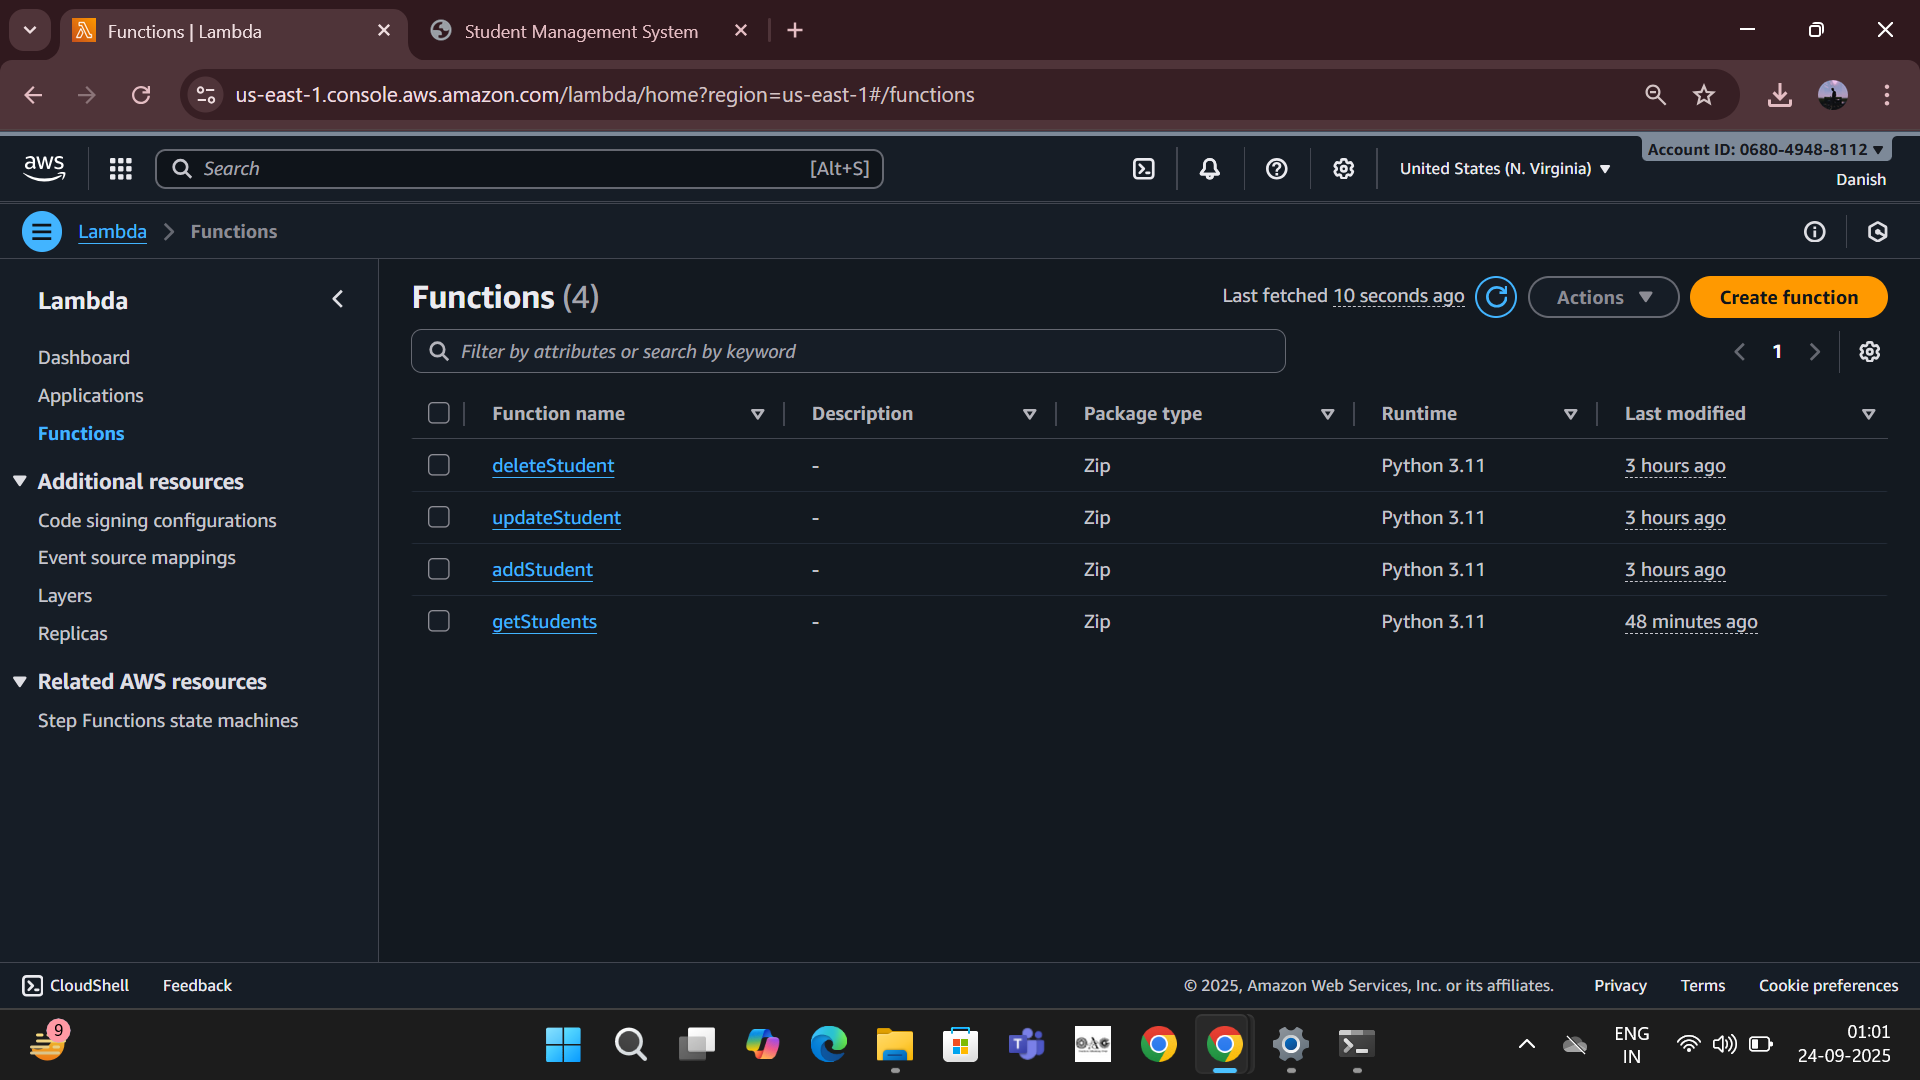 Functions | Lambda
Student Management System
us-east-1.console.aws.amazon.com/lambda/home?region=us-east-1#/functions
aws
Search
[Alt+S]
United States (N. Virginia)
Account ID: 0680-4948-8112
Danish
Lambda
Functions
Lambda
Dashboard
Applications
Functions
Additional resources
Code signing configurations
Event source mappings
Layers
Replicas
Related AWS resources
Step Functions state machines
Functions (4)
Last fetched 10 seconds ago
Actions
Create function
Filter by attributes or search by keyword
1
Function name Description Package type Runtime Last modified
deleteStudent - Zip Python 3.11 3 hours ago
updateStudent - Zip Python 3.11 3 hours ago
addStudent - Zip Python 3.11 3 hours ago
getStudents - Zip Python 3.11 48 minutes ago
CloudShell Feedback © 2025, Amazon Web Services, Inc. or its affiliates. Privacy Terms Cookie preferences
9
OAC
ENG
IN
01:01
24-09-2025